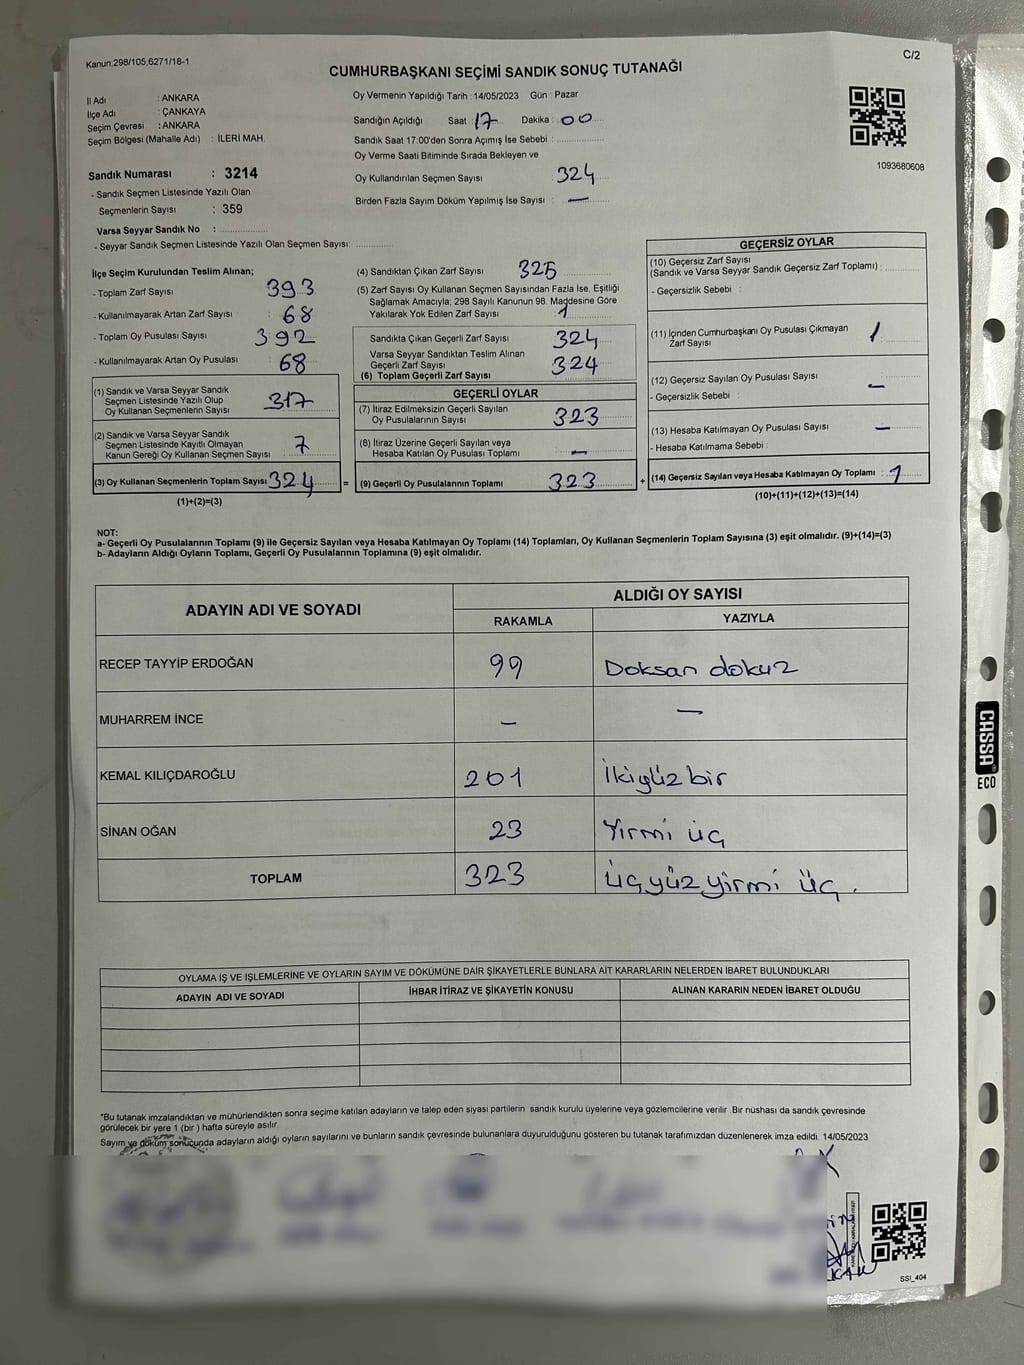 Kanun;298/105,6271/18-1
C/2
CUMHURBAŞKANI SEÇİMİ SANDIK SONUÇ TUTANAĞI
İl Adı : ANKARA
İlçe Adı : ÇANKAYA
Seçim Çevresi : ANKARA
Seçim Bölgesi (Mahalle Adı) : İLERİ MAH.
Sandık Numarası : 3214
- Sandık Seçmen Listesinde Yazılı Olan
Seçmenlerin Sayısı : 359
Varsa Seyyar Sandık No : ................
- Seyyar Sandık Seçmen Listesinde Yazılı Olan Seçmen Sayısı: ............
Oy Vermenin Yapıldığı Tarih : 14/05/2023 Gün : Pazar
Sandığın Açıldığı Saat : 17 Dakika : 00
Sandık Saat 17:00'den Sonra Açımış İse Sebebi :
Oy Verme Saati Bitiminde Sırada Bekleyen ve
Oy Kullandırılan Seçmen Sayısı : 324
Birden Fazla Sayım Döküm Yapılmış İse Sayısı : —
1093680608
İlçe Seçim Kurulundan Teslim Alınan;
- Toplam Zarf Sayısı : 393
- Kullanılmayarak Artan Zarf Sayısı : 68
- Toplam Oy Pusulası Sayısı : 392
- Kullanılmayarak Artan Oy Pusulası : 68
(1) Sandık ve Varsa Seyyar Sandık
Seçmen Listesinde Yazılı Olup
Oy Kullanan Seçmenlerin Sayısı : 317
(2) Sandık ve Varsa Seyyar Sandık
Seçmen Listesinde Kayıtlı Olmayan
Kanun Gereği Oy Kullanan Seçmen Sayısı : 7
(3) Oy Kullanan Seçmenlerin Toplam Sayısı: 324 =
(1)+(2)=(3)
(4) Sandıktan Çıkan Zarf Sayısı : 325
(5) Zarf Sayısı Oy Kullanan Seçmen Sayısından Fazla İse, Eşitliği
Sağlamak Amacıyla; 298 Sayılı Kanunun 98. Maddesine Göre
Yakılarak Yok Edilen Zarf Sayısı : 1
Sandıkta Çıkan Geçerli Zarf Sayısı : 324
Varsa Seyyar Sandıktan Teslim Alınan
Geçerli Zarf Sayısı : 324
(6) Toplam Geçerli Zarf Sayısı
GEÇERLİ OYLAR
(7) İtiraz Edilmeksizin Geçerli Sayılan
Oy Pusulalarının Sayısı : 323
(8) İtiraz Üzerine Geçerli Sayılan veya
Hesaba Katılan Oy Pusulası Toplamı : —
(9) Geçerli Oy Pusulalarının Toplamı : 323 +
GEÇERSİZ OYLAR
(10) Geçersiz Zarf Sayısı
(Sandık ve Varsa Seyyar Sandık Geçersiz Zarf Toplamı) :
- Geçersizlik Sebebi :
(11) İçinden Cumhurbaşkanı Oy Pusulası Çıkmayan
Zarf Sayısı : 1
(12) Geçersiz Sayılan Oy Pusulası Sayısı : —
- Geçersizlik Sebebi :
(13) Hesaba Katılmayan Oy Pusulası Sayısı : —
- Hesaba Katılmama Sebebi :
(14) Geçersiz Sayılan veya Hesaba Katılmayan Oy Toplamı : 1
(10)+(11)+(12)+(13)=(14)
NOT:
a- Geçerli Oy Pusulalarının Toplamı (9) ile Geçersiz Sayılan veya Hesaba Katılmayan Oy Toplamı (14) Toplamları, Oy Kullanan Seçmenlerin Toplam Sayısına (3) eşit olmalıdır. (9)+(14)=(3)
b- Adayların Aldığı Oyların Toplamı, Geçerli Oy Pusulalarının Toplamına (9) eşit olmalıdır.
ADAYIN ADI VE SOYADI ALDIĞI OY SAYISI
RAKAMLA YAZIYLA
RECEP TAYYİP ERDOĞAN 99 Doksan dokuz
MUHARREM İNCE — —
KEMAL KILIÇDAROĞLU 201 İkiyüz bir
SİNAN OĞAN 23 Yirmi üç
TOPLAM 323 Üçyüz yirmi üç.
OYLAMA İŞ VE İŞLEMLERİNE VE OYLARIN SAYIM VE DÖKÜMÜNE DAİR ŞİKAYETLERLE BUNLARA AİT KARARLARIN NELERDEN İBARET BULUNDUKLARI
ADAYIN ADI VE SOYADI İHBAR İTİRAZ VE ŞİKAYETİN KONUSU ALINAN KARARIN NEDEN İBARET OLDUĞU
*Bu tutanak imzalandıktan ve mühürlendikten sonra seçime katılan adayların ve talep eden siyasi partilerin sandık kurulu üyelerine veya gözlemcilerine verilir. Bir nüshası da sandık çevresinde
görülecek bir yere 1 (bir ) hafta süreyle asılır.
Sayım ve döküm sonucunda adayların aldığı oyların sayılarını ve bunların sandık çevresinde bulunanlara duyurulduğunu gösteren bu tutanak tarafımızdan düzenlenerek imza edildi. 14/05/2023
SSI_404
CASSA
ECO